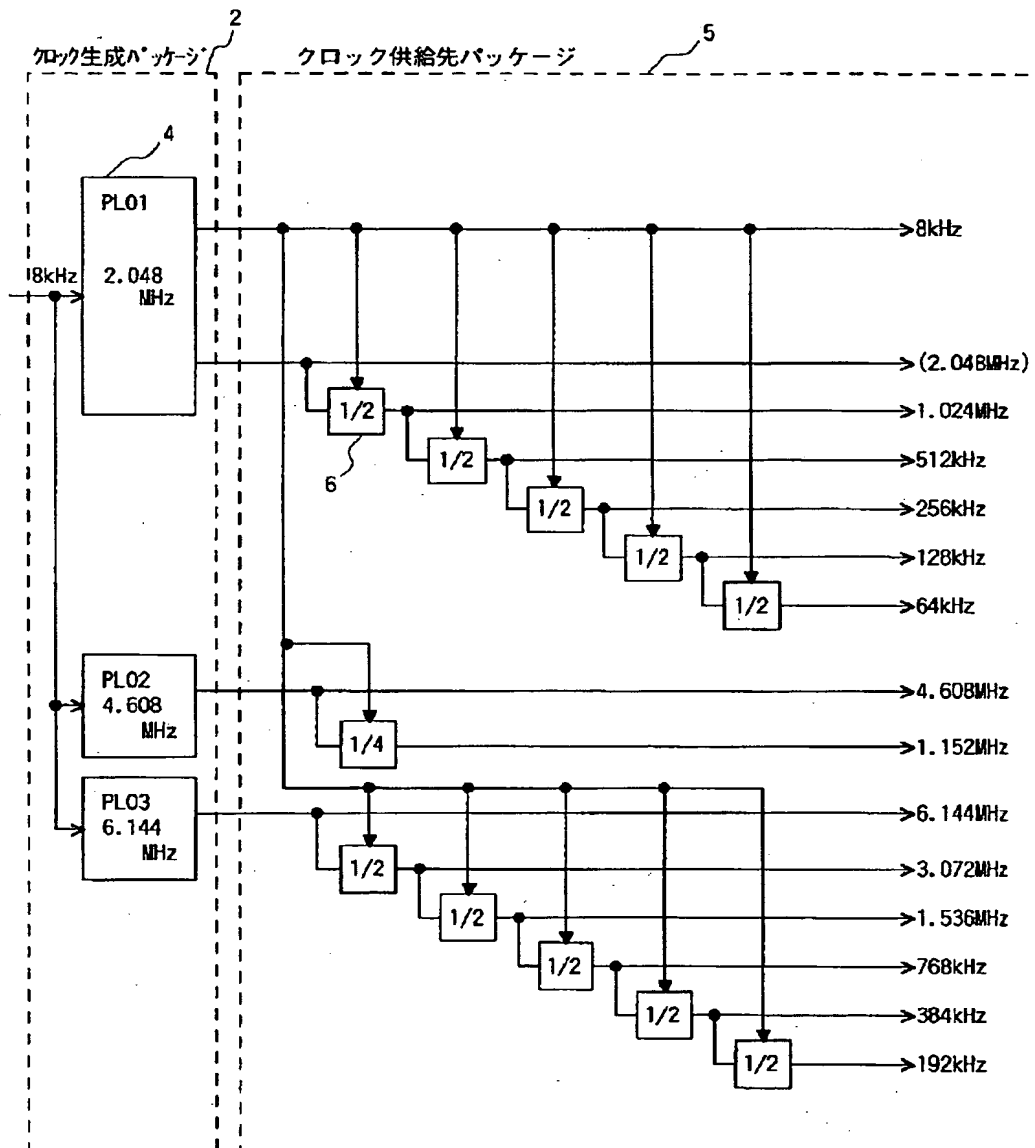 2
5
クロック生成パッケージ
クロック供給先パッケージ
4
PLO1
2.048
MHz
8kHz
8kHz
(2.048MHz)
1/2
1.024MHz
6
1/2
512kHz
1/2
256kHz
1/2
128kHz
1/2
64kHz
PLO2
4.608
MHz
4.608MHz
1/4
1.152MHz
PLO3
6.144
MHz
6.144MHz
1/2
3.072MHz
1/2
1.536MHz
1/2
768kHz
1/2
384kHz
1/2
192kHz